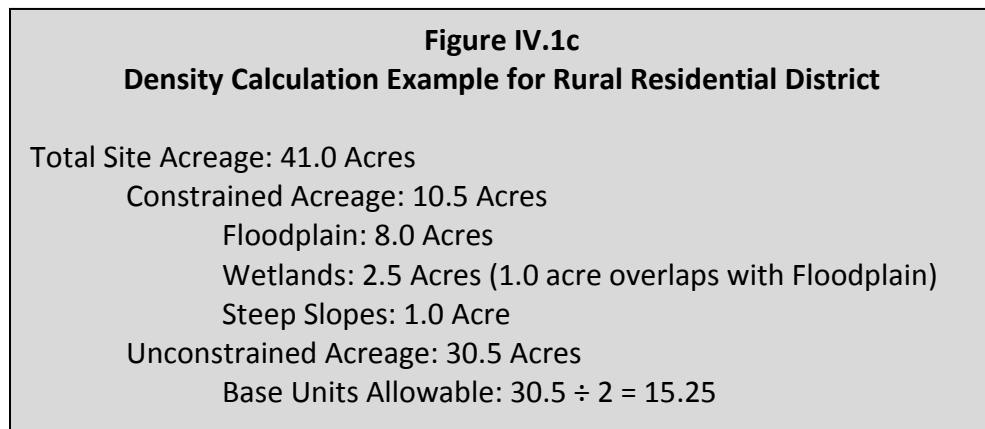 Figure IV.1c
Density Calculation Example for Rural Residential District
Total Site Acreage: 41.0 Acres
Constrained Acreage: 10.5 Acres
Floodplain: 8.0 Acres
Wetlands: 2.5 Acres (1.0 acre overlaps with Floodplain)
Steep Slopes: 1.0 Acre
Unconstrained Acreage: 30.5 Acres
Base Units Allowable: 30.5 ÷ 2 = 15.25